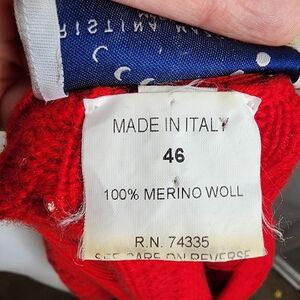 MADE IN ITALY
46
100% MERINO WOLL
R.N. 74335
SEE CARE ON REVERSE